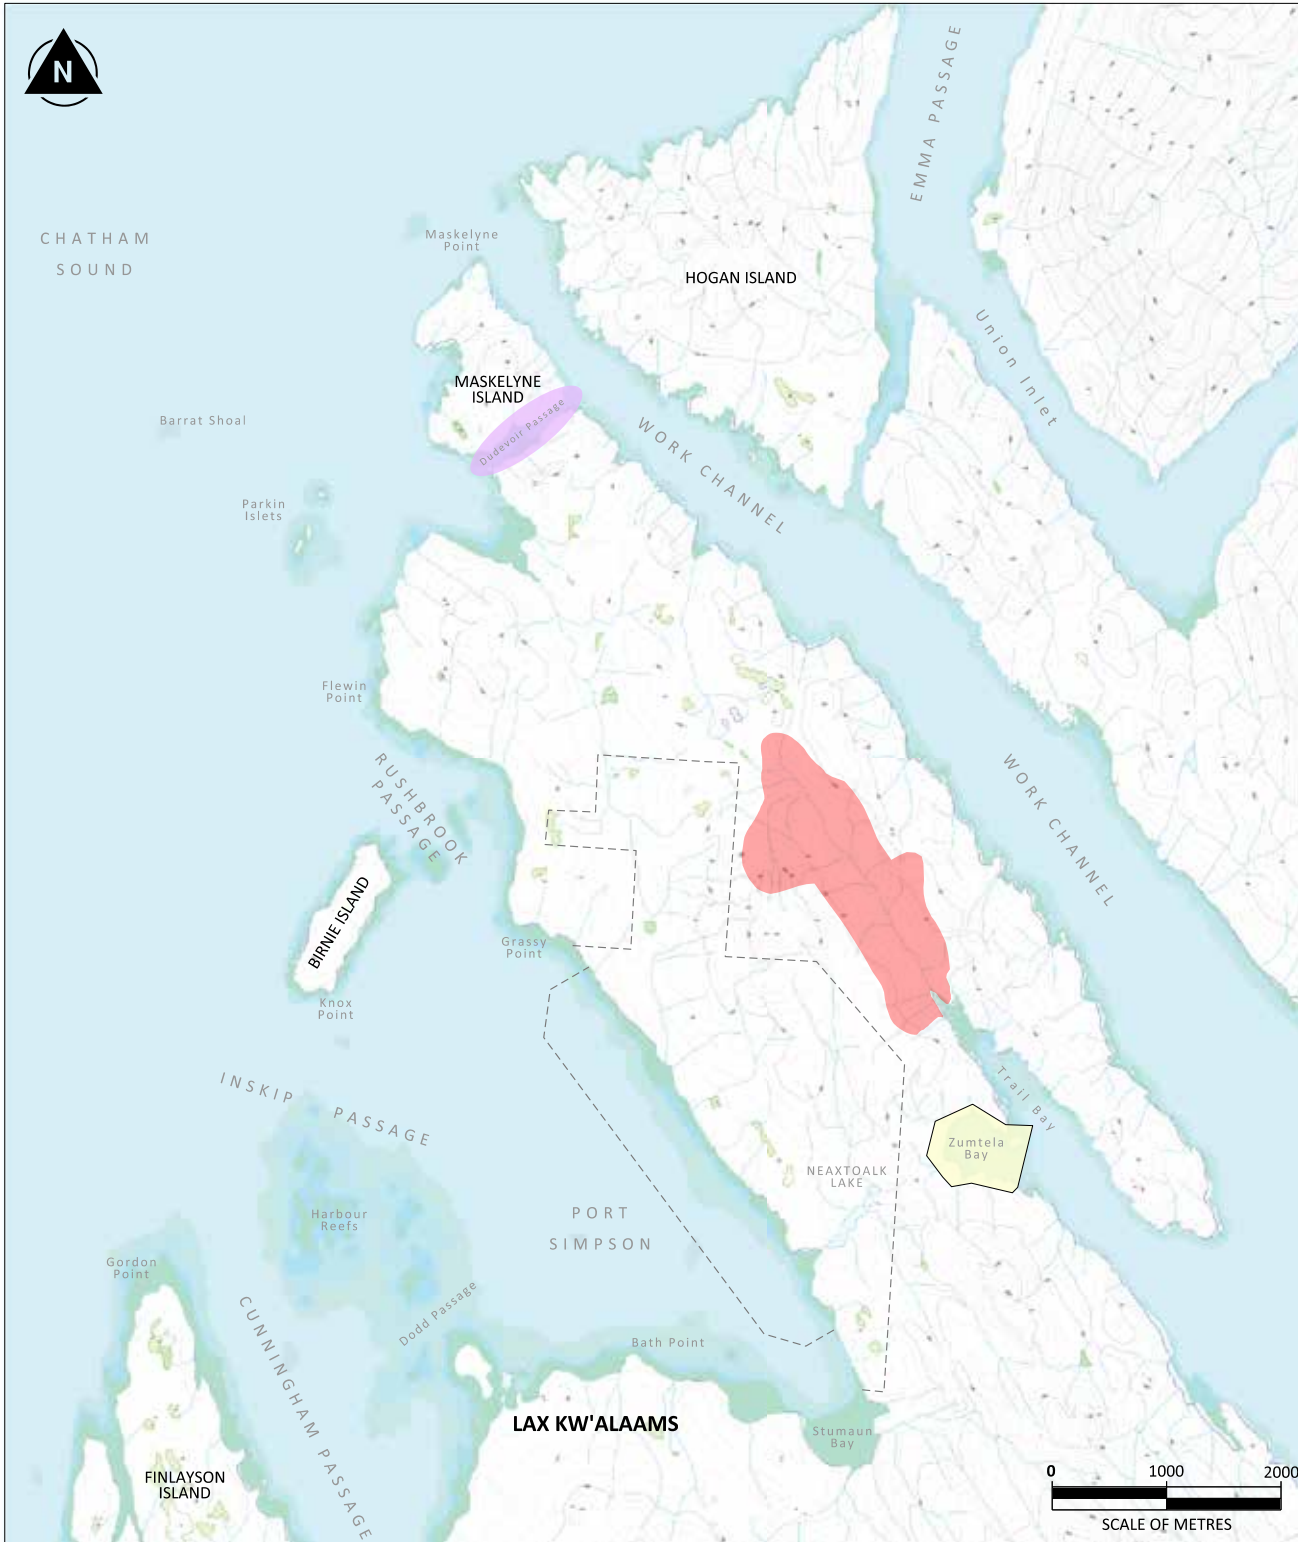 N
EMMA PASSAGE
CHATHAM
SOUND
Maskelyne
Point
HOGAN ISLAND
Union Inlet
MASKELYNE
ISLAND
Dudevoir Passage
Barrat Shoal
WORK CHANNEL
Parkin
Islets
Flewin
Point
RUSHBROOK
PASSAGE
WORK CHANNEL
BIRNIE ISLAND
Grassy
Point
Knox
Point
INSKIP PASSAGE
Trail Bay
Zumtela
Bay
NEAXTOALK
LAKE
Harbour
Reefs
PORT
SIMPSON
Gordon
Point
Dodd Passage
CUNNINGHAM PASSAGE
Bath Point
LAX KW'ALAAMS
Stumaun
Bay
FINLAYSON
ISLAND
0 1000 2000
SCALE OF METRES